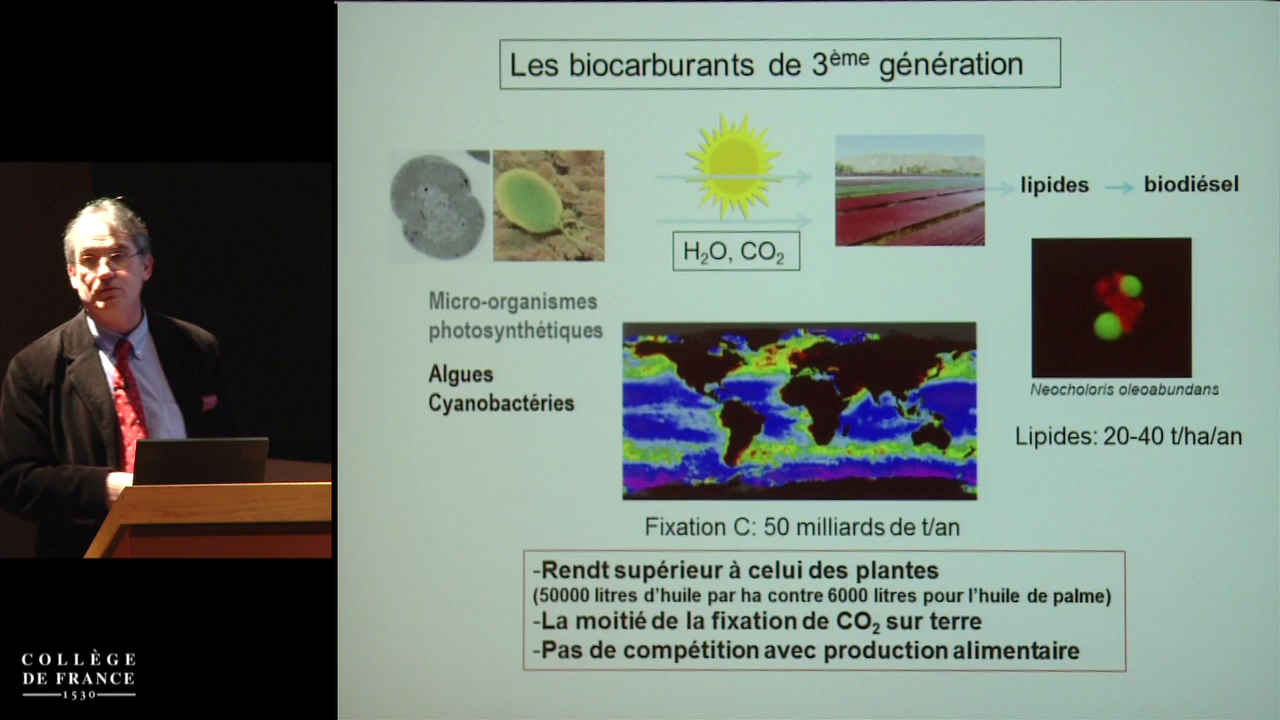 Les biocarburants de 3ème génération
lipides
biodiésel
H₂O, CO₂
Micro-organismes
photosynthétiques
Algues
Cyanobactéries
Neocholoris oleoabundans
Lipides: 20-40 t/ha/an
Fixation C: 50 milliards de t/an
-Rendt supérieur à celui des plantes
(50000 litres d'huile par ha contre 6000 litres pour l'huile de palme)
-La moitié de la fixation de CO₂ sur terre
-Pas de compétition avec production alimentaire
COLLÈGE
DE FRANCE
1530